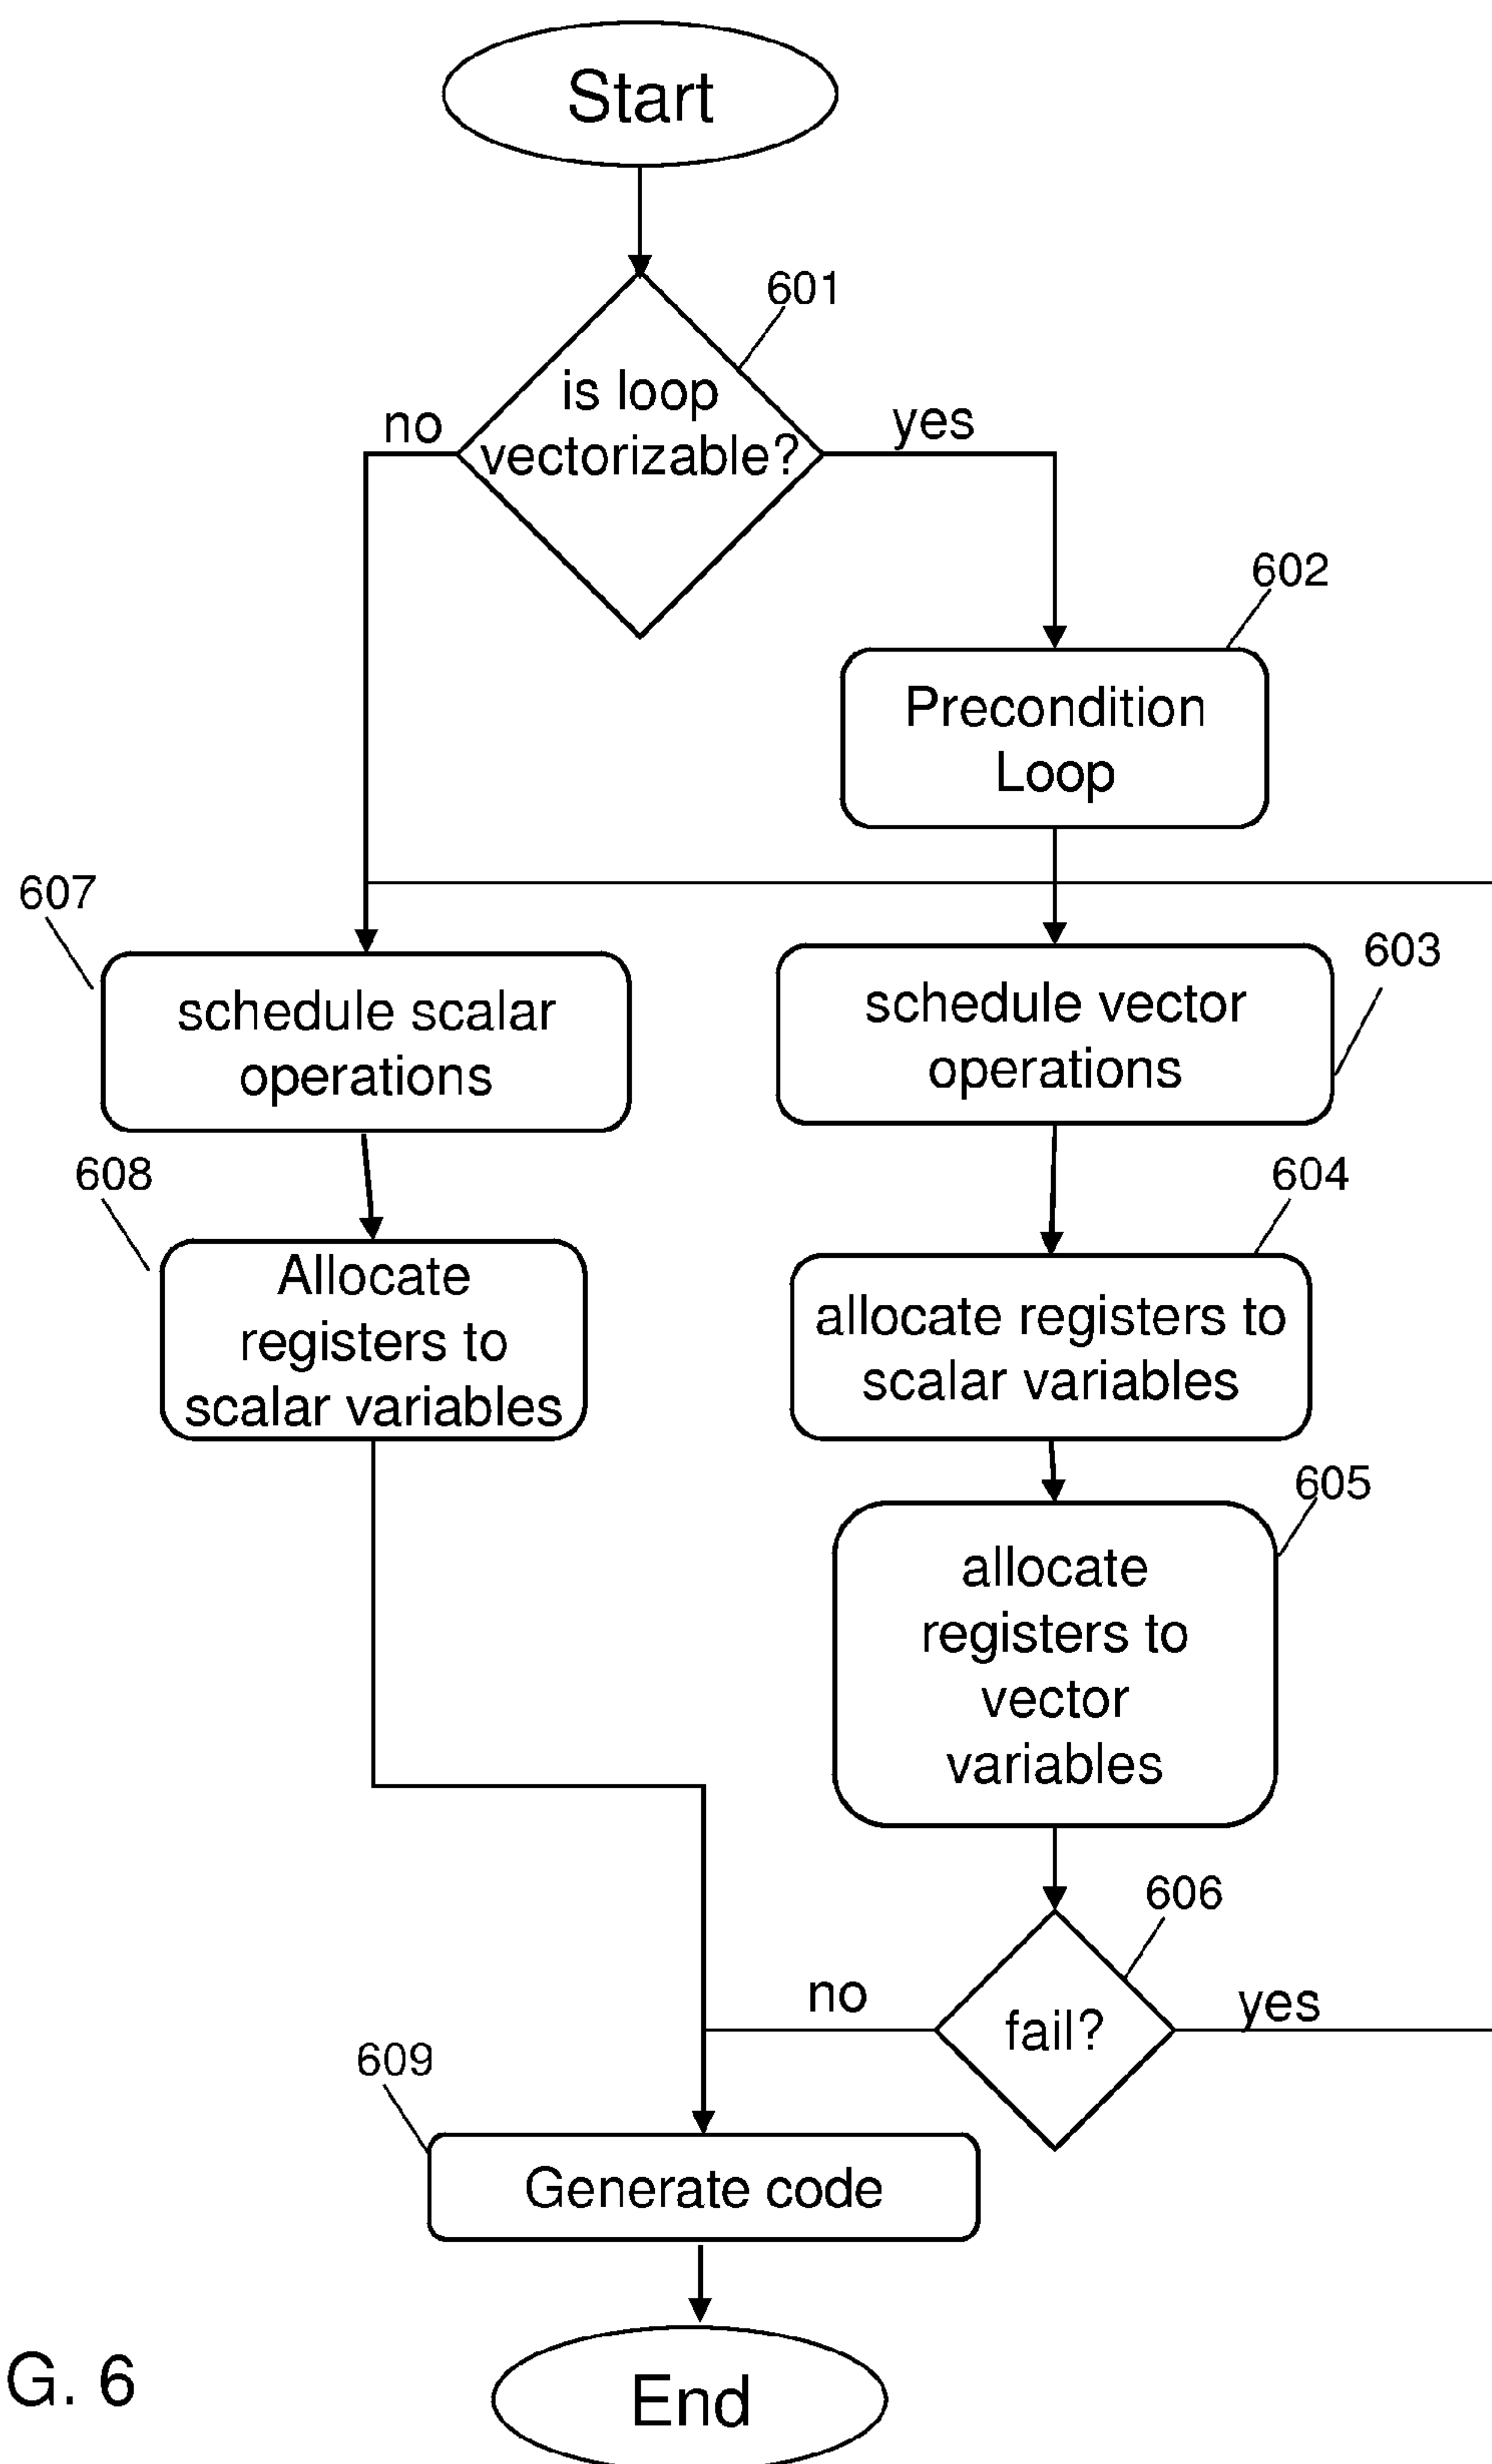 Start
601
is loop
vectorizable?
no
yes
602
Precondition
Loop
607
schedule scalar
operations
603
schedule vector
operations
608
Allocate
registers to
scalar variables
604
allocate registers to
scalar variables
605
allocate
registers to
vector
variables
606
fail?
no
yes
609
Generate code
End
G. 6